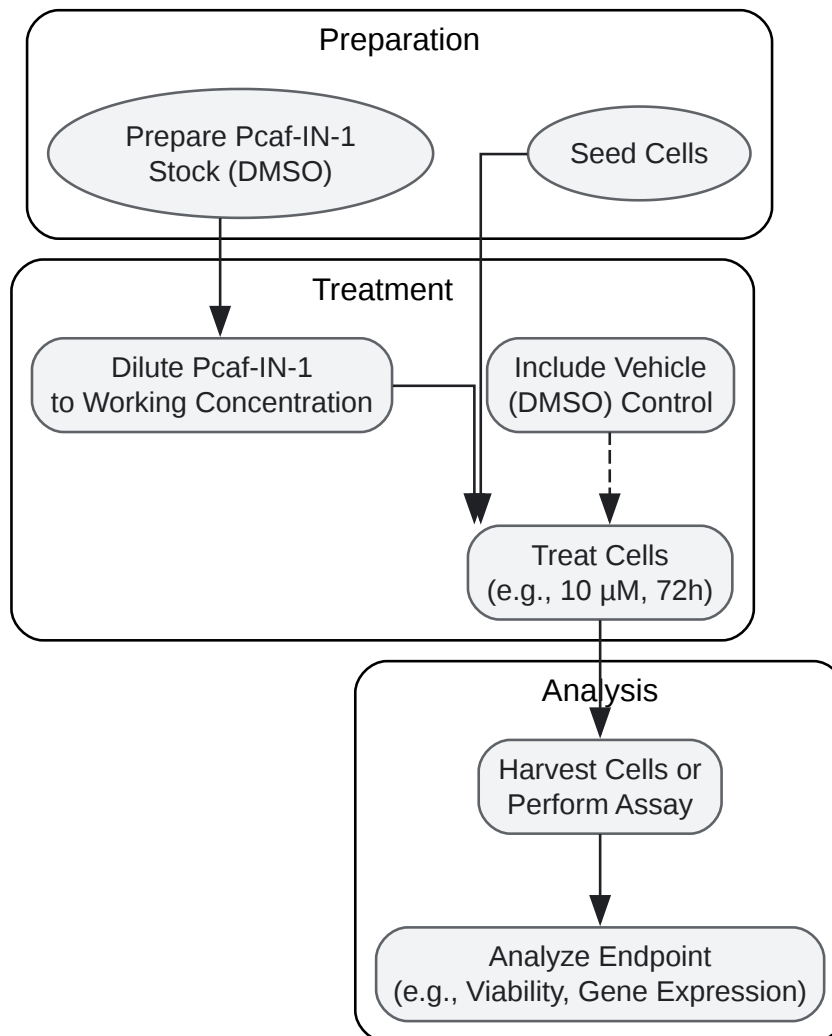 Preparation
Prepare Pcaf-IN-1
Stock (DMSO)
Seed Cells
Treatment
Dilute Pcaf-IN-1
to Working Concentration
Include Vehicle
(DMSO) Control
Treat Cells
(e.g., 10 µM, 72h)
Analysis
Harvest Cells or
Perform Assay
Analyze Endpoint
(e.g., Viability, Gene Expression)